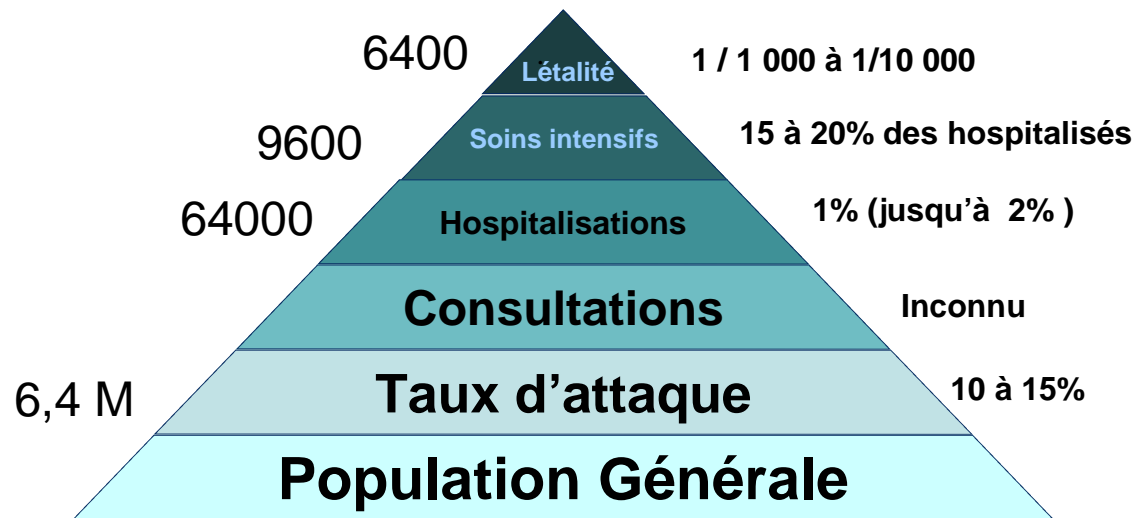 6400 Létalité 1 / 1 000 à 1/10 000
9600 Soins intensifs 15 à 20% des hospitalisés
64000 Hospitalisations 1% (jusqu’à 2% )
Consultations Inconnu
6,4 M Taux d’attaque 10 à 15%
Population Générale